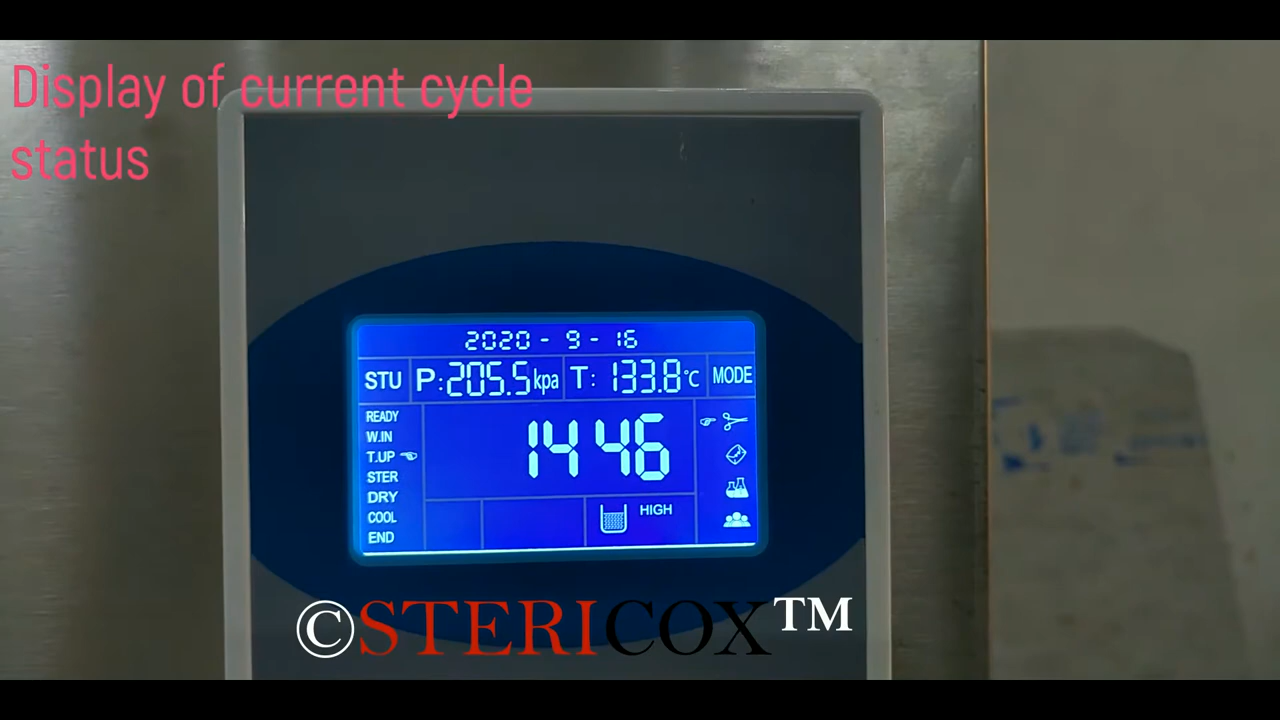 Display of current cycle
status
2020 - 9 - 16
STU P:205.5kpa T: 133.8°C MODE
READY
W.IN
T.UP
STER
DRY
COOL
END
14 46
HIGH
©STERICOX™